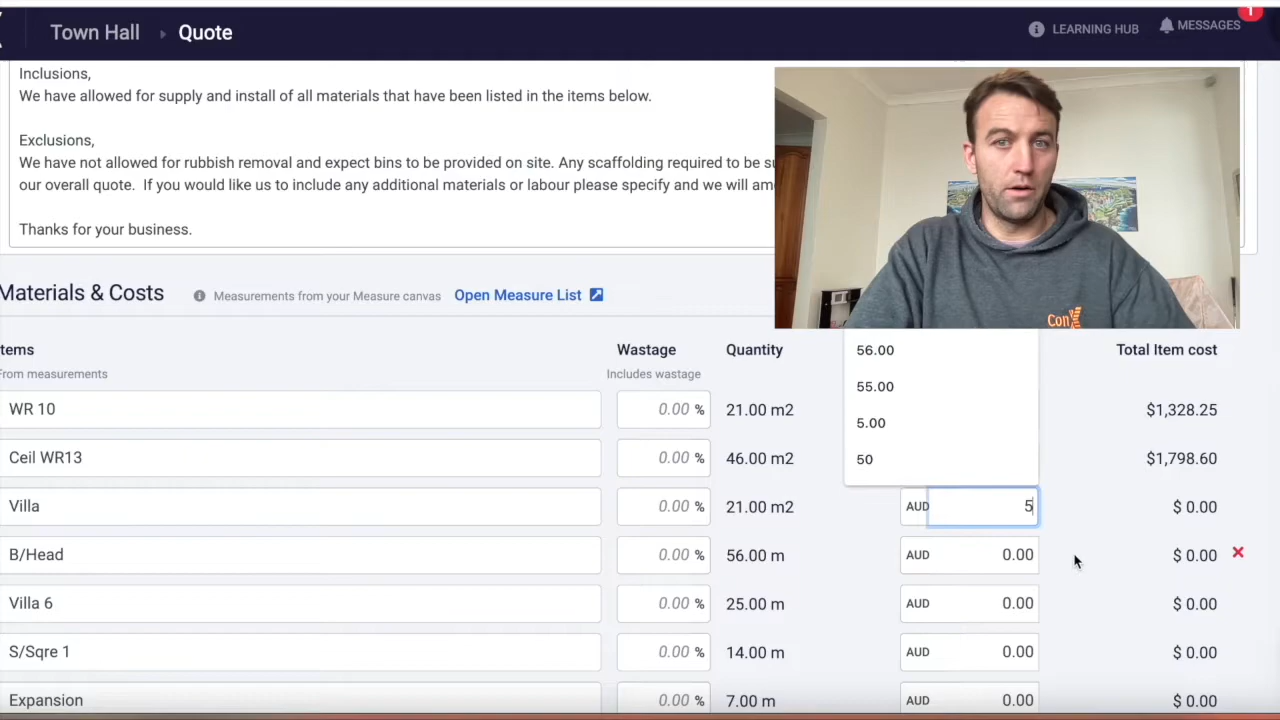 Town Hall ▸ Quote
LEARNING HUB
MESSAGES
1
Inclusions,
We have allowed for supply and install of all materials that have been listed in the items below.
Exclusions,
We have not allowed for rubbish removal and expect bins to be provided on site. Any scaffolding required to be
our overall quote. If you would like us to include any additional materials or labour please specify and we will
Thanks for your business.
Materials & Costs
Measurements from your Measure canvas
Open Measure List
tems Wastage Quantity Total Item cost
From measurements Includes wastage
WR 10 0.00 % 21.00 m2 $1,328.25
Ceil WR13 0.00 % 46.00 m2 $1,798.60
Villa 0.00 % 21.00 m2 AUD 5 $ 0.00
B/Head 0.00 % 56.00 m AUD 0.00 $ 0.00
Villa 6 0.00 % 25.00 m AUD 0.00 $ 0.00
S/Sqre 1 0.00 % 14.00 m AUD 0.00 $ 0.00
Expansion 0.00 % 7.00 m AUD 0.00 $ 0.00
56.00
55.00
5.00
50
ConX